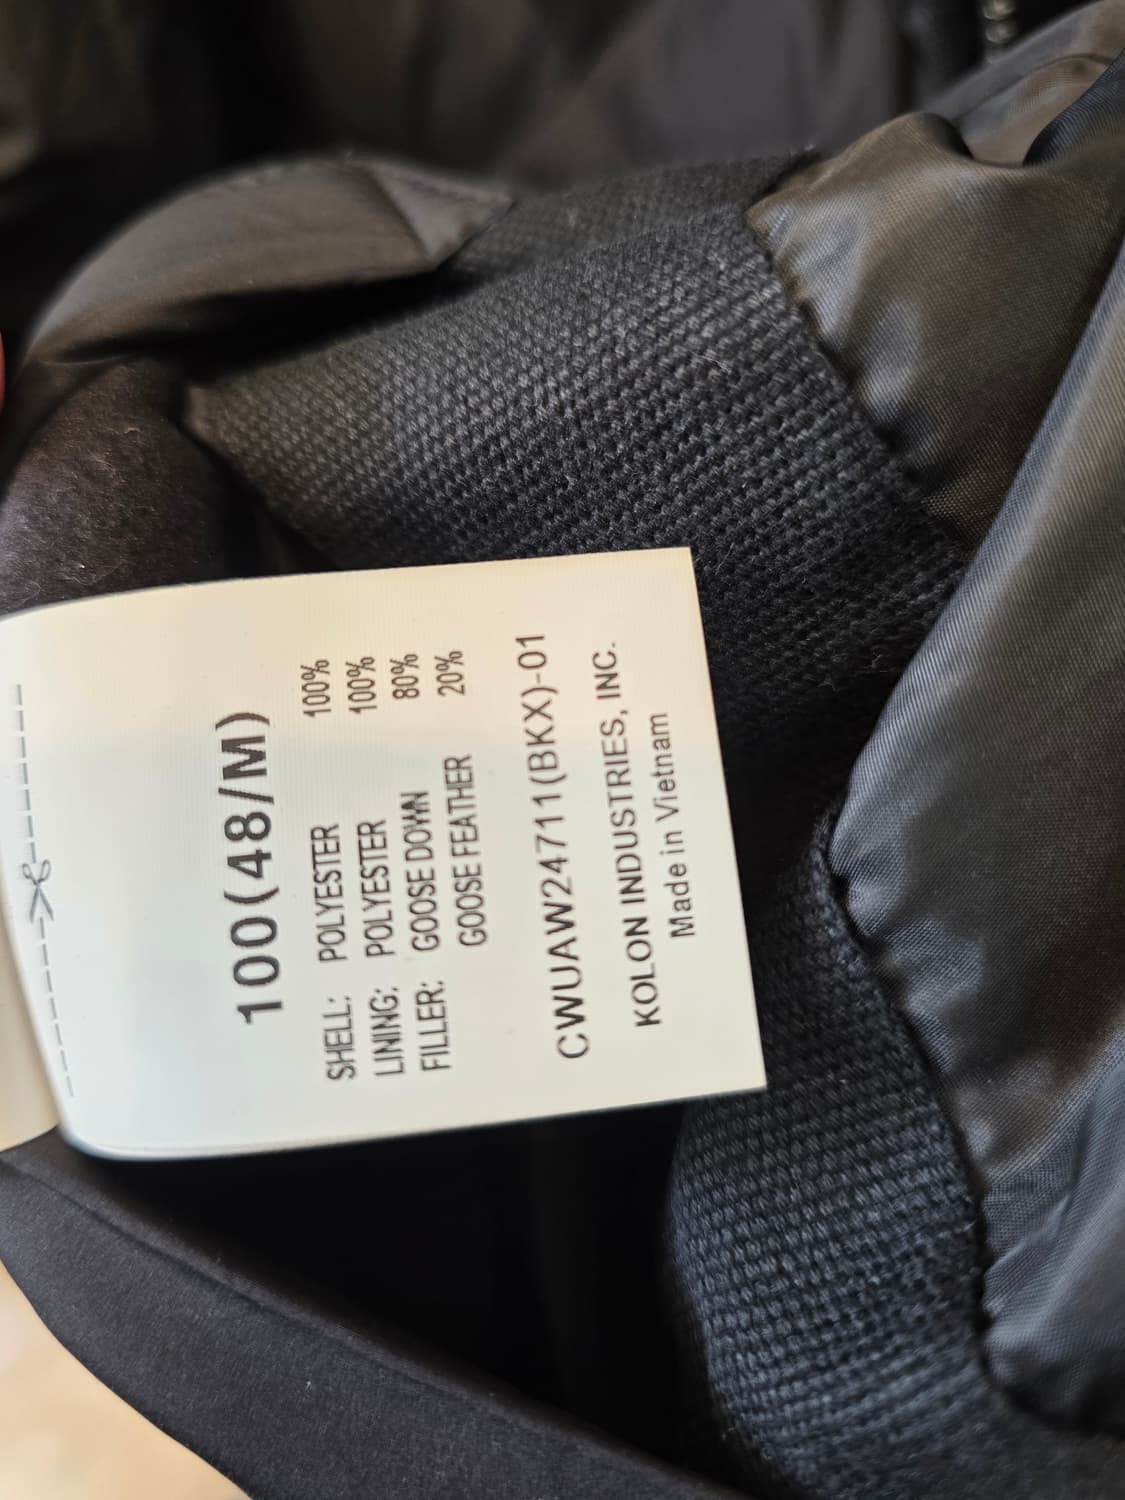 100(48/M)
SHELL: POLYESTER 100%
LINING: POLYESTER 100%
FILLER: GOOSE DOWN 80%
GOOSE FEATHER 20%
CWUAW24711(BKX)-01
KOLON INDUSTRIES, INC.
Made in Vietnam